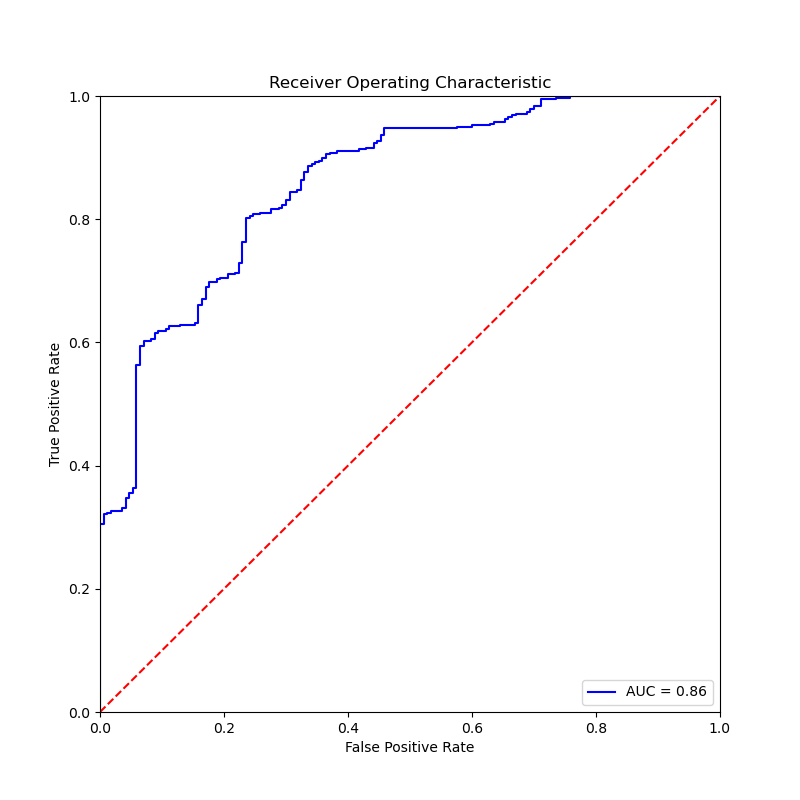 Receiver Operating Characteristic
1.0
0.8
0.6
0.4
0.2
0.0
True Positive Rate
AUC = 0.86
0.0 0.2 0.4 0.6 0.8 1.0
False Positive Rate